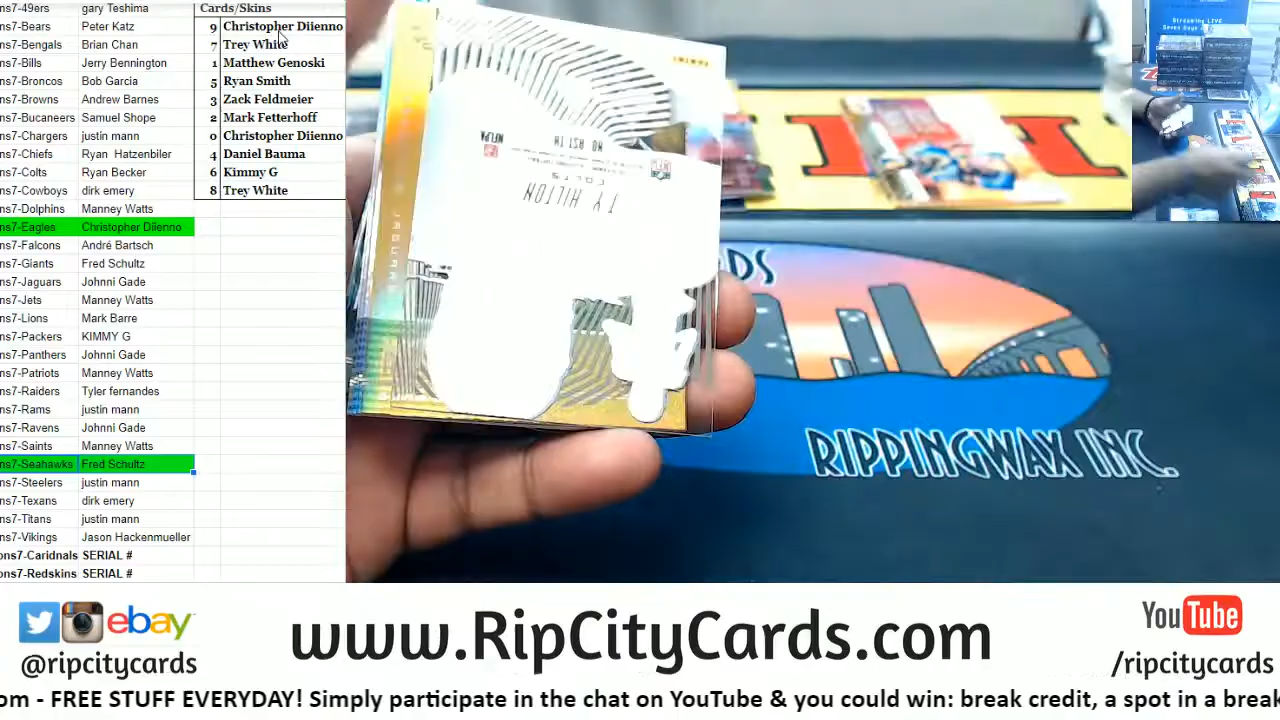 ns7-49ers gary Teshima
ns7-Bears Peter Katz
ns7-Bengals Brian Chan
ns7-Bills Jerry Bennington
ns7-Broncos Bob Garcia
ns7-Browns Andrew Barnes
ns7-Bucaneers Samuel Shope
ns7-Chargers justin mann
ns7-Chiefs Ryan Hatzenbiler
ns7-Colts Ryan Becker
ns7-Cowboys dirk emery
ns7-Dolphins Manney Watts
ns7-Eagles Christopher Diienno
ns7-Falcons André Bartsch
ns7-Giants Fred Schultz
ns7-Jaguars Johnni Gade
ns7-Jets Manney Watts
ns7-Lions Mark Barre
ns7-Packers KIMMY G
ns7-Panthers Johnni Gade
ns7-Patriots Manney Watts
ns7-Raiders Tyler fernandes
ns7-Rams justin mann
ns7-Ravens Johnni Gade
ns7-Saints Manney Watts
ns7-Seahawks Fred Schultz
ns7-Steelers justin mann
ns7-Texans dirk emery
ns7-Titans justin mann
ns7-Vikings Jason Hackenmueller
ons7-Caridnals SERIAL #
ons7-Redskins SERIAL #
Cards/Skins
9 Christopher Diienno
7 Trey White
1 Matthew Genoski
5 Ryan Smith
3 Zack Feldmeier
2 Mark Fetterhoff
0 Christopher Diienno
4 Daniel Bauma
6 Kimmy G
8 Trey White
PANINI
NFLPA
COLTS
TY HILTON
JAGUAR
DS
RIPPINGWAX INC.
Streaming LIVE
ebay
@ripcitycards
www.RipCityCards.com
YouTube
/ripcitycards
om - FREE STUFF EVERYDAY! Simply participate in the chat on YouTube & you could win: break credit, a spot in a break